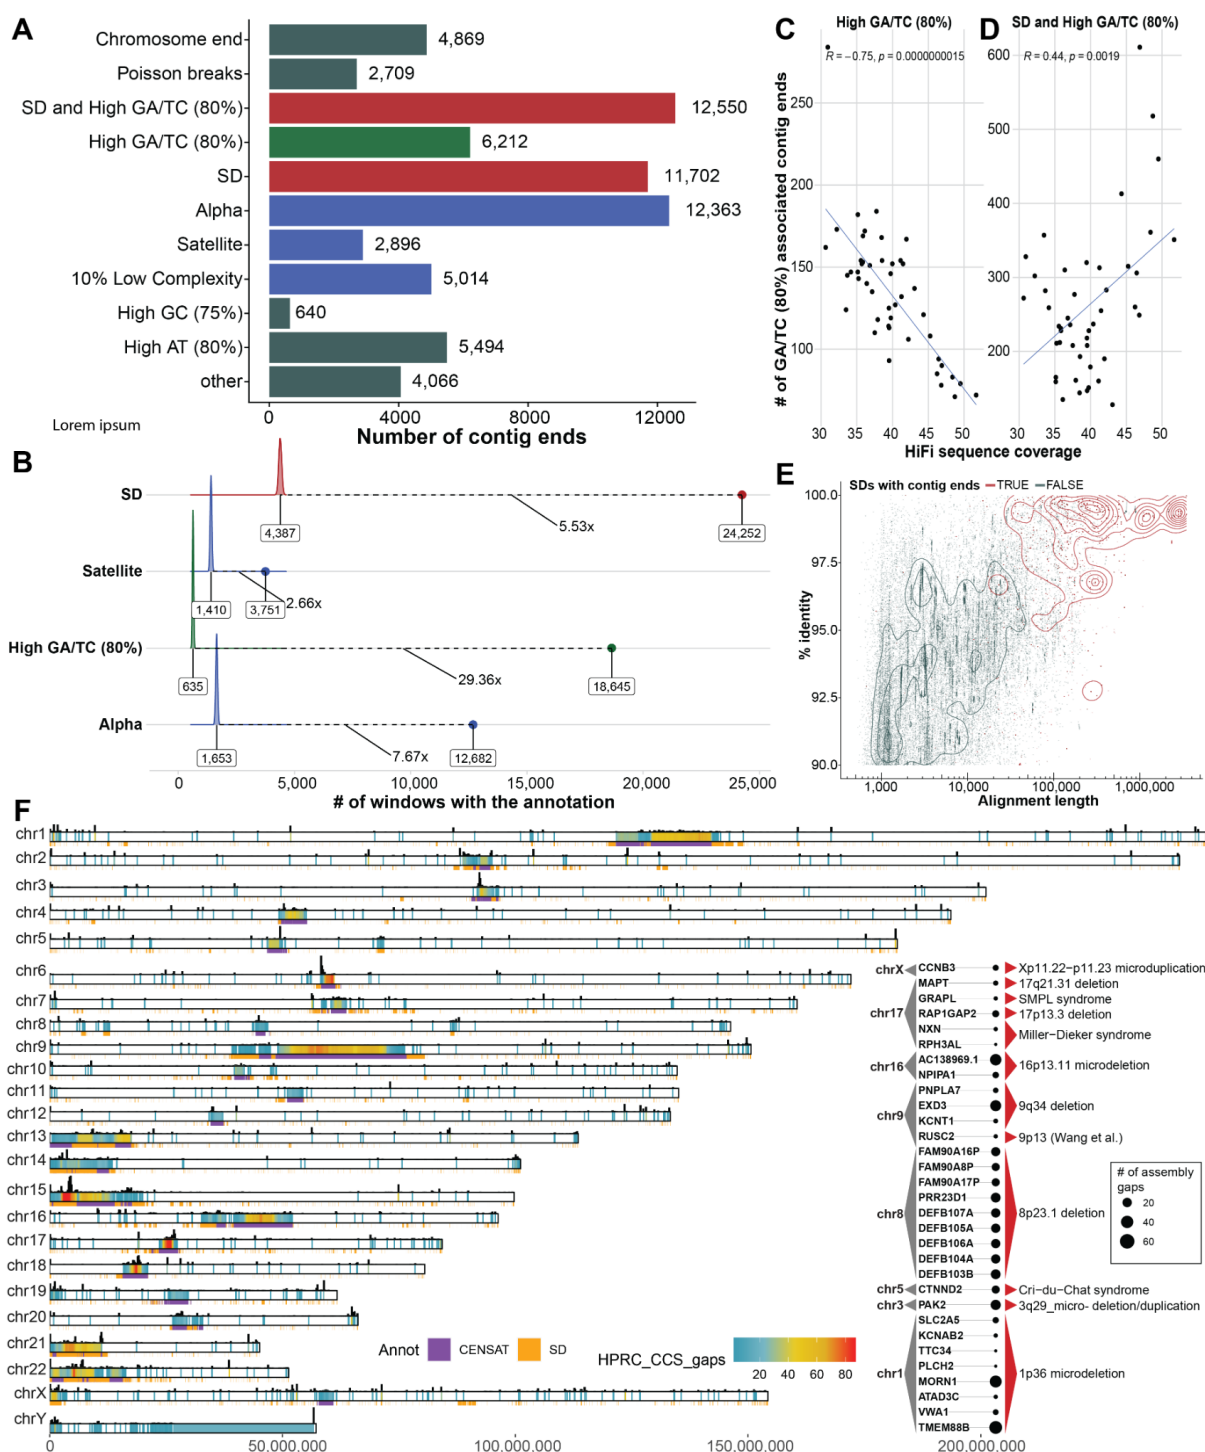 A
Chromosome end 4,869
Poisson breaks 2,709
SD and High GA/TC (80%) 12,550
High GA/TC (80%) 6,212
SD 11,702
Alpha 12,363
Satellite 2,896
10% Low Complexity 5,014
High GC (75%) 640
High AT (80%) 5,494
other 4,066
0 4000 8000 12000
Number of contig ends
Lorem ipsum
C High GA/TC (80%)
R = −0.75, p = 0.0000000015
250
200
150
100
# of GA/TC (80%) associated contig ends
30 35 40 45 50
D SD and High GA/TC (80%)
R = 0.44, p = 0.0019
600
500
400
300
200
30 35 40 45 50
HiFi sequence coverage
B
SD 4,387 5.53x 24,252
Satellite 1,410 3,751 2.66x
High GA/TC (80%) 635 29.36x 18,645
Alpha 1,653 7.67x 12,682
0 5,000 10,000 15,000 20,000 25,000
# of windows with the annotation
E
SDs with contig ends TRUE FALSE
100.0
97.5
95.0
92.5
90.0
% identity
1,000 10,000 100,000 1,000,000
Alignment length
F
chr1
chr2
chr3
chr4
chr5
chr6
chr7
chr8
chr9
chr10
chr11
chr12
chr13
chr14
chr15
chr16
chr17
chr18
chr19
chr20
chr21
chr22
chrX
chrY
0 50.000.000 100.000.000 150.000.000 200.000.000
Annot CENSAT SD
HPRC_CCS_gaps
20 40 60 80
chrX CCNB3 Xp11.22−p11.23 microduplication
MAPT 17q21.31 deletion
GRAPL SMPL syndrome
chr17 RAP1GAP2 17p13.3 deletion
NXN
Miller−Dieker syndrome
RPH3AL
AC138969.1
chr16 16p13.11 microdeletion
NPIPA1
PNPLA7
chr9 EXD3 9q34 deletion
KCNT1
RUSC2 9p13 (Wang et al.)
FAM90A16P
FAM90A8P
FAM90A17P
PRR23D1
chr8 DEFB107A 8p23.1 deletion
DEFB105A
DEFB106A
DEFB104A
DEFB103B
chr5 CTNND2 Cri−du−Chat syndrome
chr3 PAK2 3q29_micro- deletion/duplication
SLC2A5
KCNAB2
TTC34
PLCH2
chr1 1p36 microdeletion
MORN1
ATAD3C
VWA1
TMEM88B
# of assembly
gaps
20
40
60